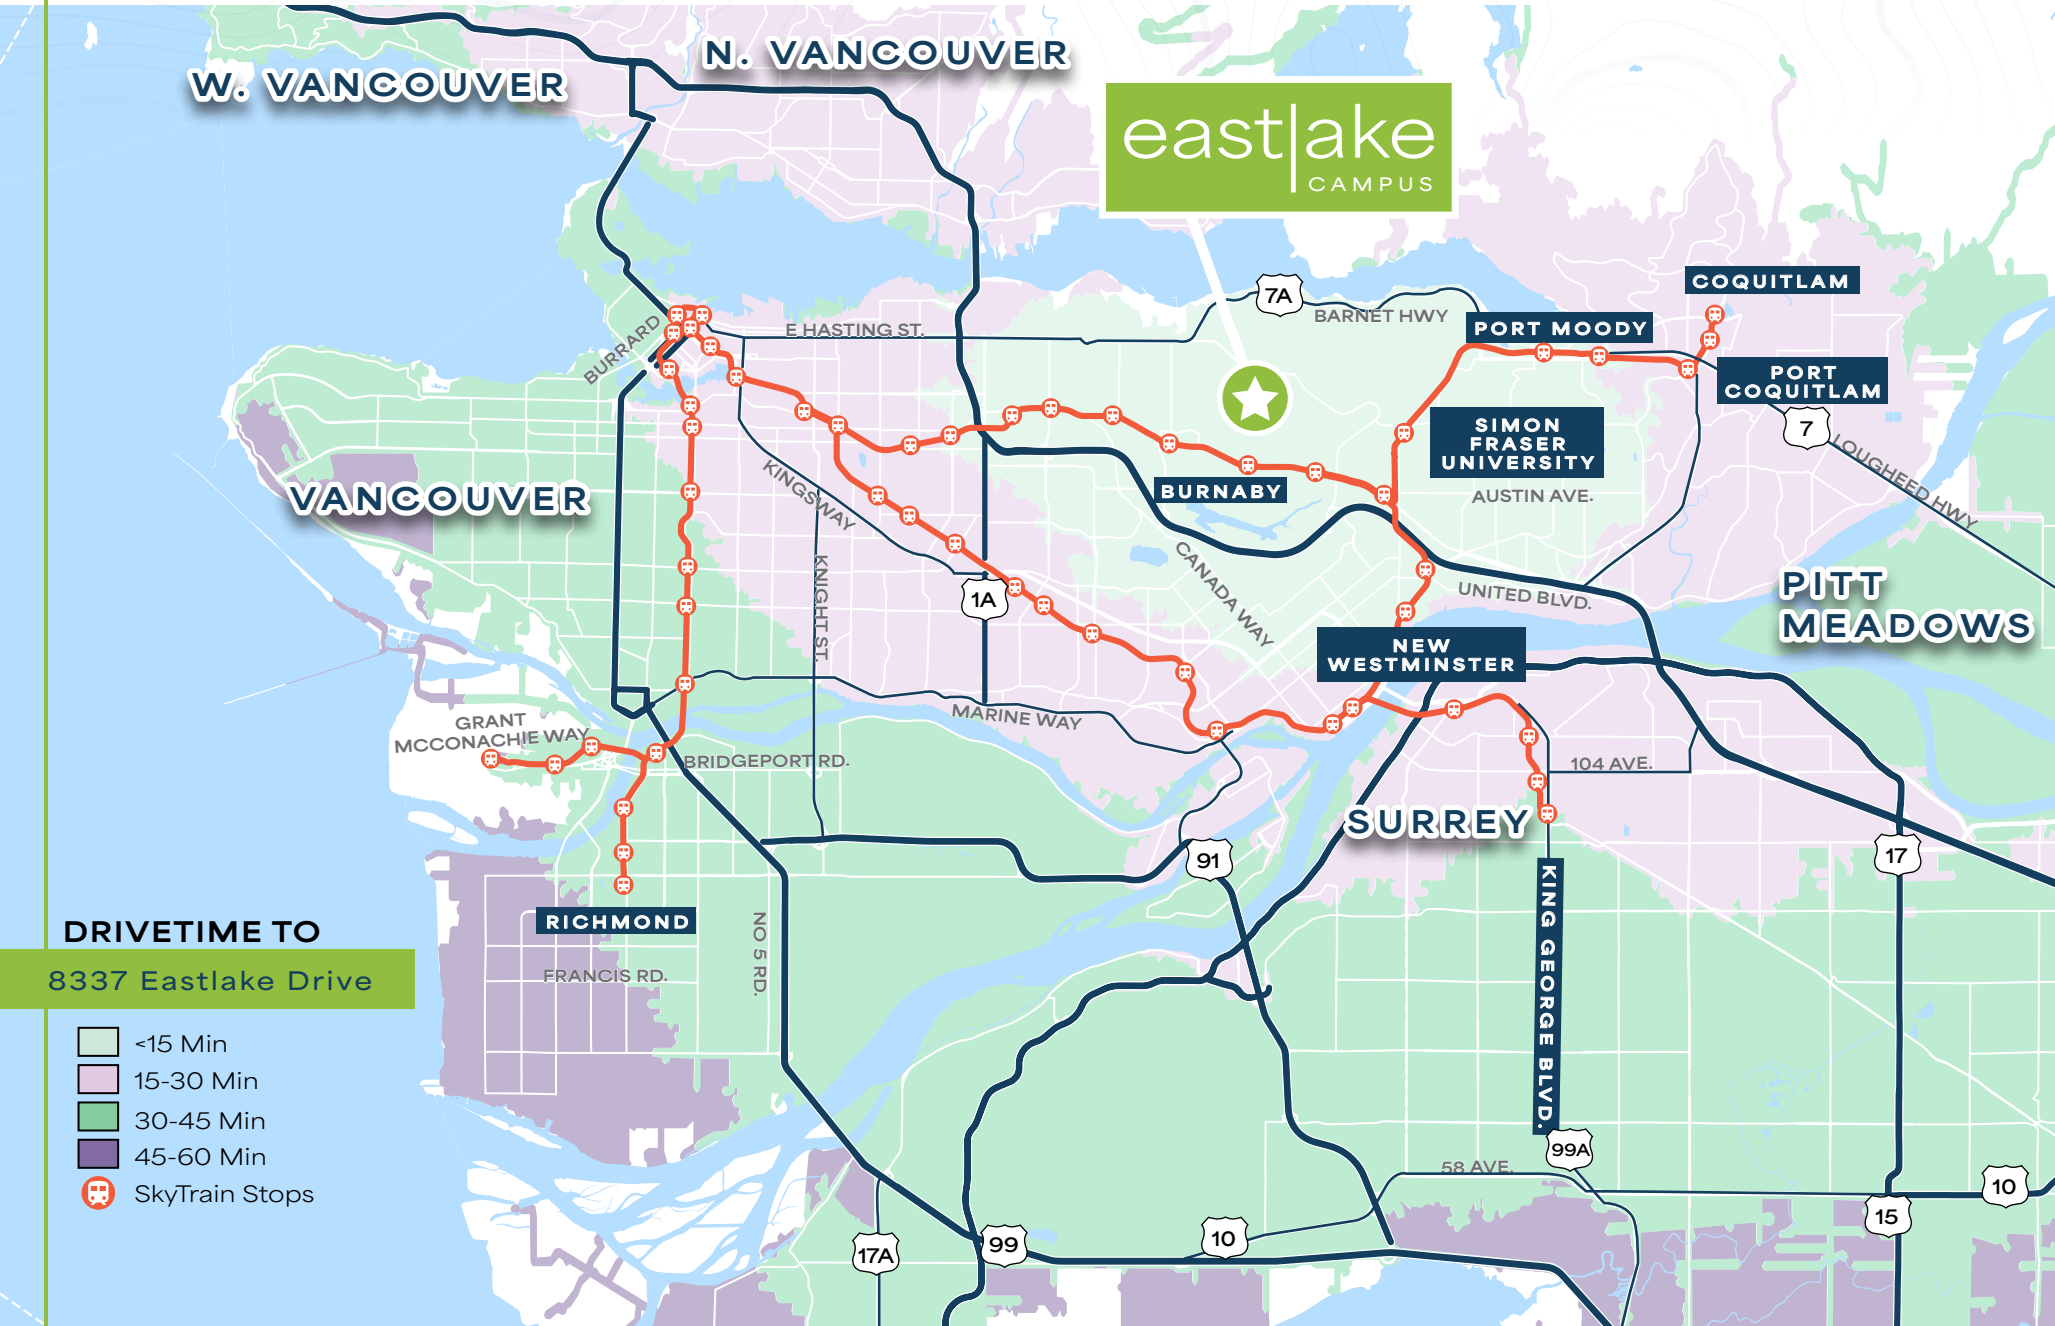 N. VANCOUVER
W. VANCOUVER
east|ake
CAMPUS
COQUITLAM
7A
BARNET HWY
PORT MOODY
E HASTING ST.
BURRARD
PORT
COQUITLAM
SIMON
FRASER
UNIVERSITY
7
LOUGHEED HWY
AUSTIN AVE.
BURNABY
VANCOUVER
KINGSWAY
KNIGHT ST.
CANADA WAY
1A
UNITED BLVD.
PITT
MEADOWS
NEW
WESTMINSTER
MARINE WAY
GRANT
MCCONACHIE WAY
BRIDGEPORT RD.
104 AVE.
SURREY
91
17
KING GEORGE BLVD.
RICHMOND
NO 5 RD.
FRANCIS RD.
DRIVETIME TO
8337 Eastlake Drive
<15 Min
15-30 Min
30-45 Min
45-60 Min
SkyTrain Stops
99A
58 AVE.
10
15
10
99
17A